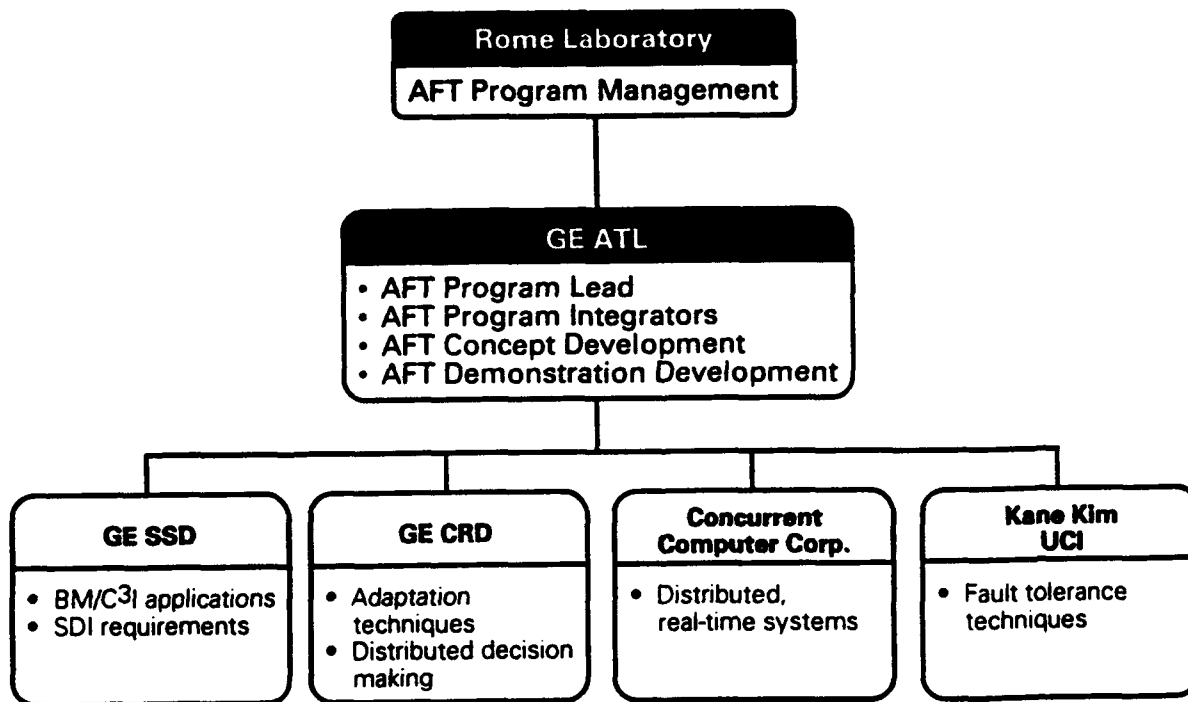 Rome Laboratory
AFT Program Management
GE ATL
• AFT Program Lead
• AFT Program Integrators
• AFT Concept Development
• AFT Demonstration Development
GE SSD
• BM/C³I applications
• SDI requirements
GE CRD
• Adaptation
techniques
• Distributed decision
making
Concurrent
Computer Corp.
• Distributed,
real-time systems
Kane Kim
UCI
• Fault tolerance
techniques